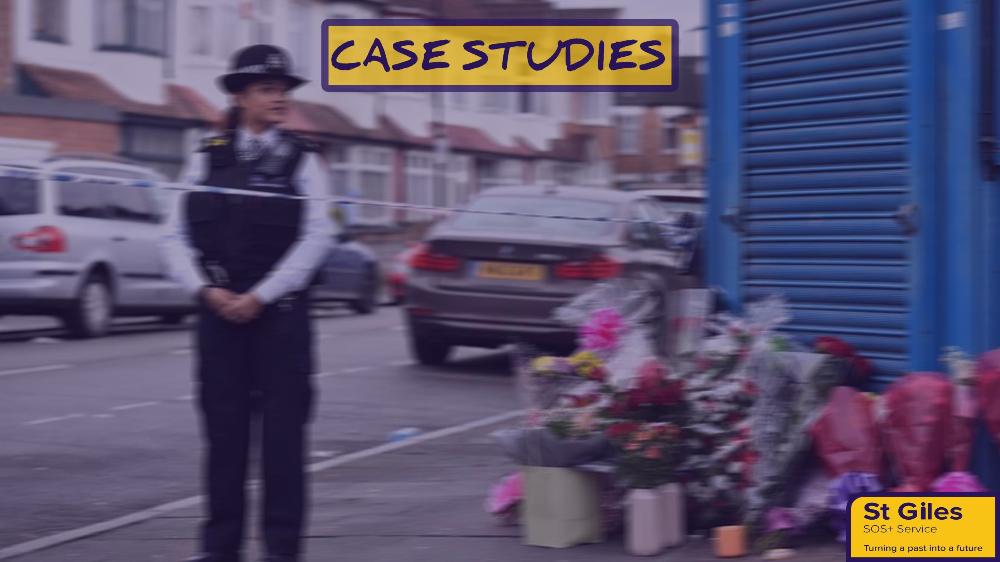 CASE STUDIES
St Giles
SOS+ Service
Turning a past into a future